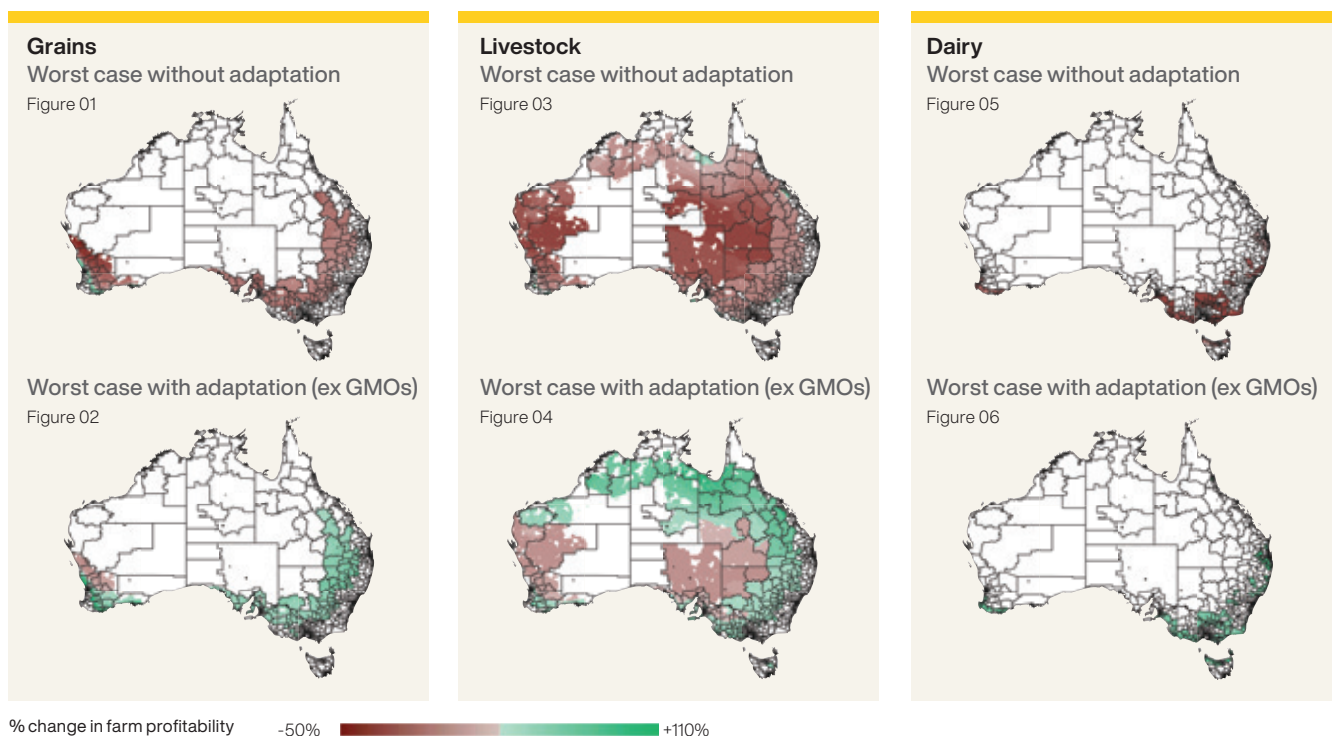 Grains
Worst case without adaptation
Figure 01
Worst case with adaptation (ex GMOs)
Figure 02
Livestock
Worst case without adaptation
Figure 03
Worst case with adaptation (ex GMOs)
Figure 04
Dairy
Worst case without adaptation
Figure 05
Worst case with adaptation (ex GMOs)
Figure 06
% change in farm profitability -50% +110%